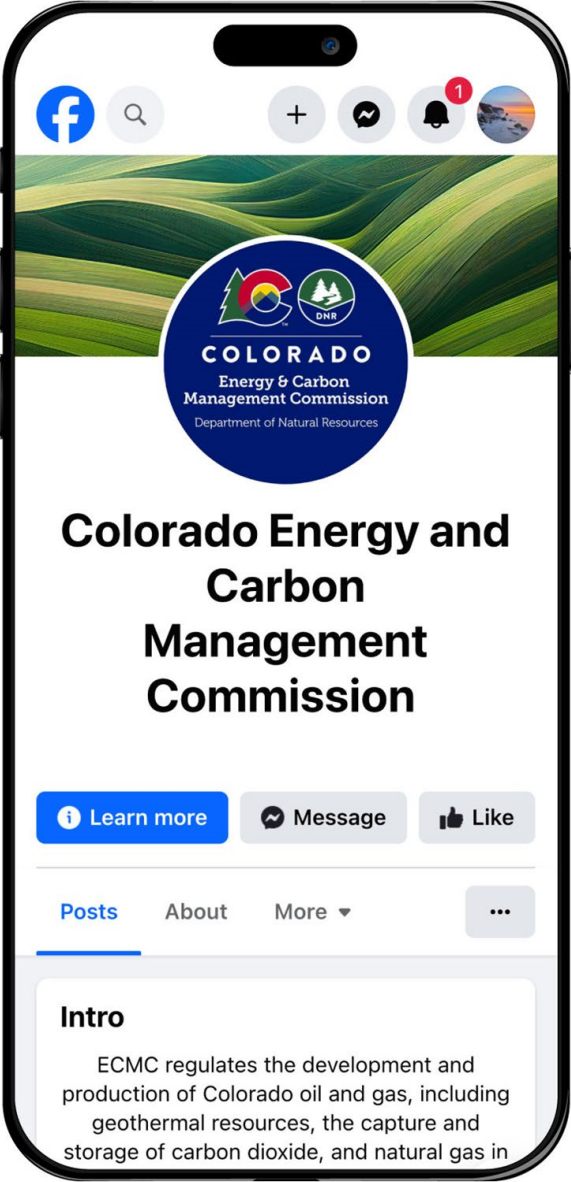 1
CO
TM
DNR
COLORADO
Energy & Carbon
Management Commission
Department of Natural Resources
Colorado Energy and
Carbon
Management
Commission
Learn more
Message
Like
Posts
About
More
Intro
ECMC regulates the development and
production of Colorado oil and gas, including
geothermal resources, the capture and
storage of carbon dioxide, and natural gas in